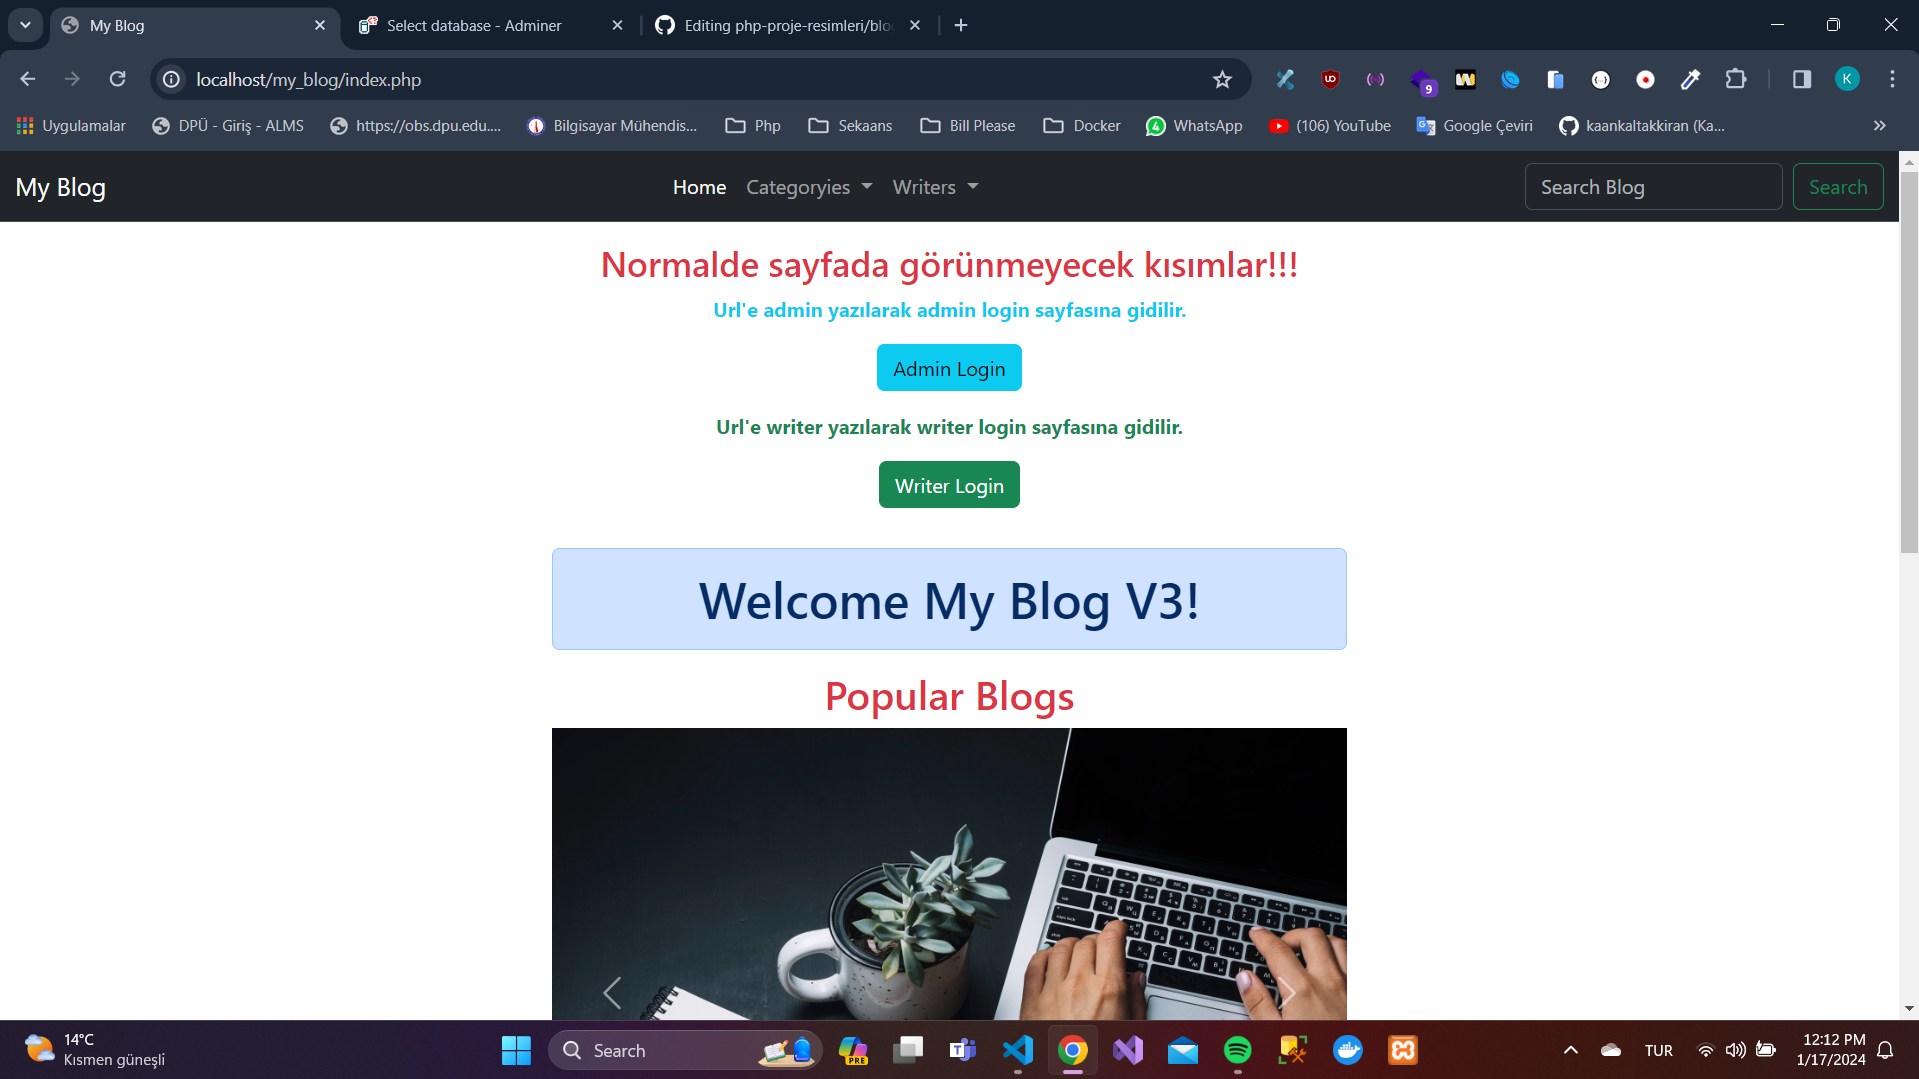 My Blog
Select database - Adminer
Editing php-proje-resimleri/blo
localhost/my_blog/index.php
9
K
Uygulamalar
DPÜ - Giriş - ALMS
https://obs.dpu.edu....
Bilgisayar Mühendis...
Php
Sekaans
Bill Please
Docker
4
WhatsApp
(106) YouTube
Google Çeviri
kaankaltakkiran (Ka...
My Blog
Home
Categoryies
Writers
Search Blog
Search
Normalde sayfada görünmeyecek kısımlar!!!
Url'e admin yazılarak admin login sayfasına gidilir.
Admin Login
Url'e writer yazılarak writer login sayfasına gidilir.
Writer Login
Welcome My Blog V3!
Popular Blogs
14°C
Kısmen güneşli
Search
PRE
TUR
12:12 PM
1/17/2024